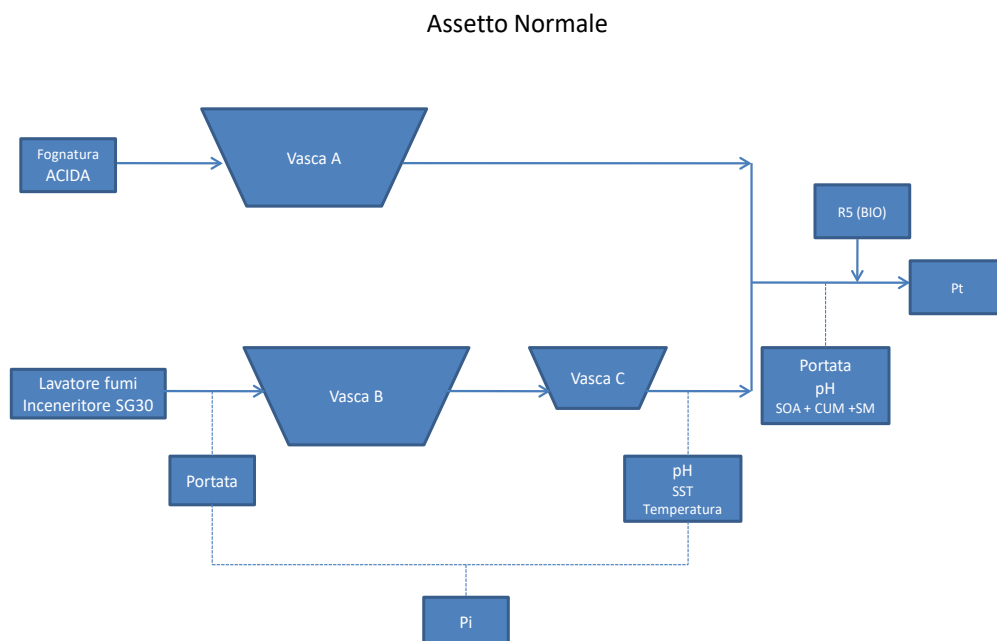 Assetto Normale
Fognatura
ACIDA
Vasca A
R5 (BIO)
Pt
Lavatore fumi
Inceneritore SG30
Vasca B
Vasca C
Portata
pH
SOA + CUM +SM
Portata
pH
SST
Temperatura
Pi